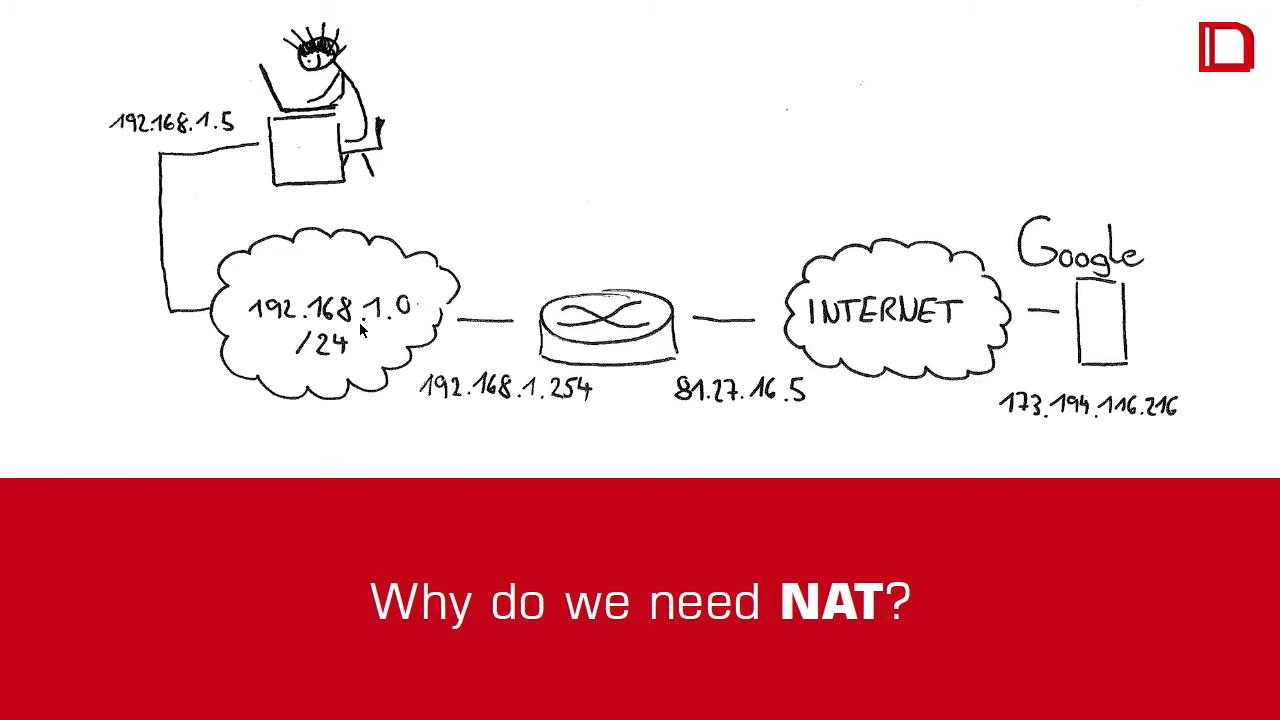 192.168.1.5
192.168.1.0
/24
192.168.1.254
81.27.16.5
INTERNET
Google
173.194.116.216
Why do we need NAT?